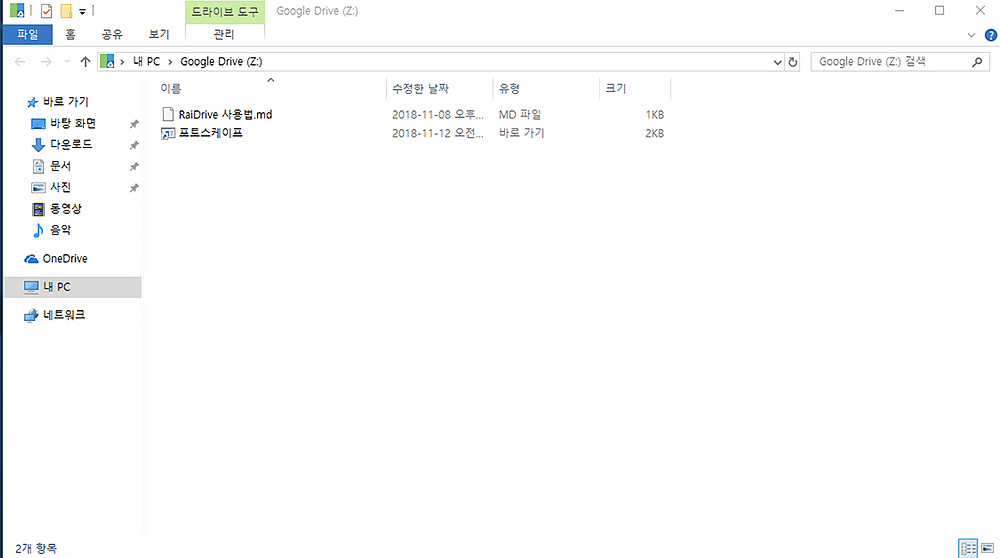 드라이브 도구 Google Drive (Z:)
파일 홈 공유 보기 관리
내 PC Google Drive (Z:) Google Drive (Z:) 검색
이름 수정한 날짜 유형 크기
RaiDrive 사용법.md 2018-11-08 오후... MD 파일 1KB
포토스케이프 2018-11-12 오전... 바로 가기 2KB
바로 가기
바탕 화면
다운로드
문서
사진
동영상
음악
OneDrive
내 PC
네트워크
2개 항목